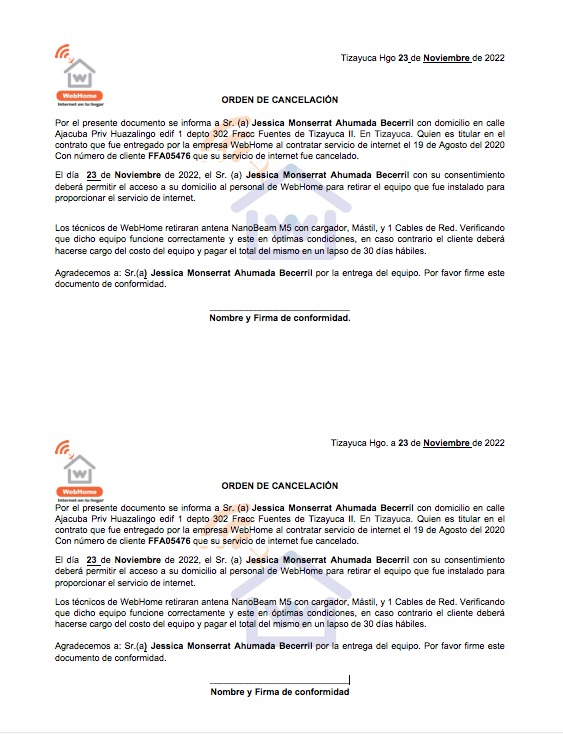 Tizayuca Hgo 23 de Noviembre de 2022
WebHome
Internet en tu hogar
ORDEN DE CANCELACIÓN
Por el presente documento se informa a Sr. (a) Jessica Monserrat Ahumada Becerril con domicilio en calle
Ajacuba Priv Huazalingo edif 1 depto 302 Fracc Fuentes de Tizayuca II. En Tizayuca. Quien es titular en el
contrato que fue entregado por la empresa WebHome al contratar servicio de internet el 19 de Agosto del 2020
Con número de cliente FFA05476 que su servicio de internet fue cancelado.
El día 23 de Noviembre de 2022, el Sr. (a) Jessica Monserrat Ahumada Becerril con su consentimiento
deberá permitir el acceso a su domicilio al personal de WebHome para retirar el equipo que fue instalado para
proporcionar el servicio de internet.
Los técnicos de WebHome retiraran antena NanoBeam M5 con cargador, Mástil, y 1 Cables de Red. Verificando
que dicho equipo funcione correctamente y este en óptimas condiciones, en caso contrario el cliente deberá
hacerse cargo del costo del equipo y pagar el total del mismo en un lapso de 30 días hábiles.
Agradecemos a: Sr.(a) Jessica Monserrat Ahumada Becerril por la entrega del equipo. Por favor firme este
documento de conformidad.
Nombre y Firma de conformidad.
Tizayuca Hgo. a 23 de Noviembre de 2022
WebHome
Internet en tu hogar
ORDEN DE CANCELACIÓN
Por el presente documento se informa a Sr. (a) Jessica Monserrat Ahumada Becerril con domicilio en calle
Ajacuba Priv Huazalingo edif 1 depto 302 Fracc Fuentes de Tizayuca II. En Tizayuca. Quien es titular en el
contrato que fue entregado por la empresa WebHome al contratar servicio de internet el 19 de Agosto del 2020
Con número de cliente FFA05476 que su servicio de internet fue cancelado.
El día 23 de Noviembre de 2022, el Sr. (a) Jessica Monserrat Ahumada Becerril con su consentimiento
deberá permitir el acceso a su domicilio al personal de WebHome para retirar el equipo que fue instalado para
proporcionar el servicio de internet.
Los técnicos de WebHome retiraran antena NanoBeam M5 con cargador, Mástil, y 1 Cables de Red. Verificando
que dicho equipo funcione correctamente y este en óptimas condiciones, en caso contrario el cliente deberá
hacerse cargo del costo del equipo y pagar el total del mismo en un lapso de 30 días hábiles.
Agradecemos a: Sr.(a) Jessica Monserrat Ahumada Becerril por la entrega del equipo. Por favor firme este
documento de conformidad.
Nombre y Firma de conformidad